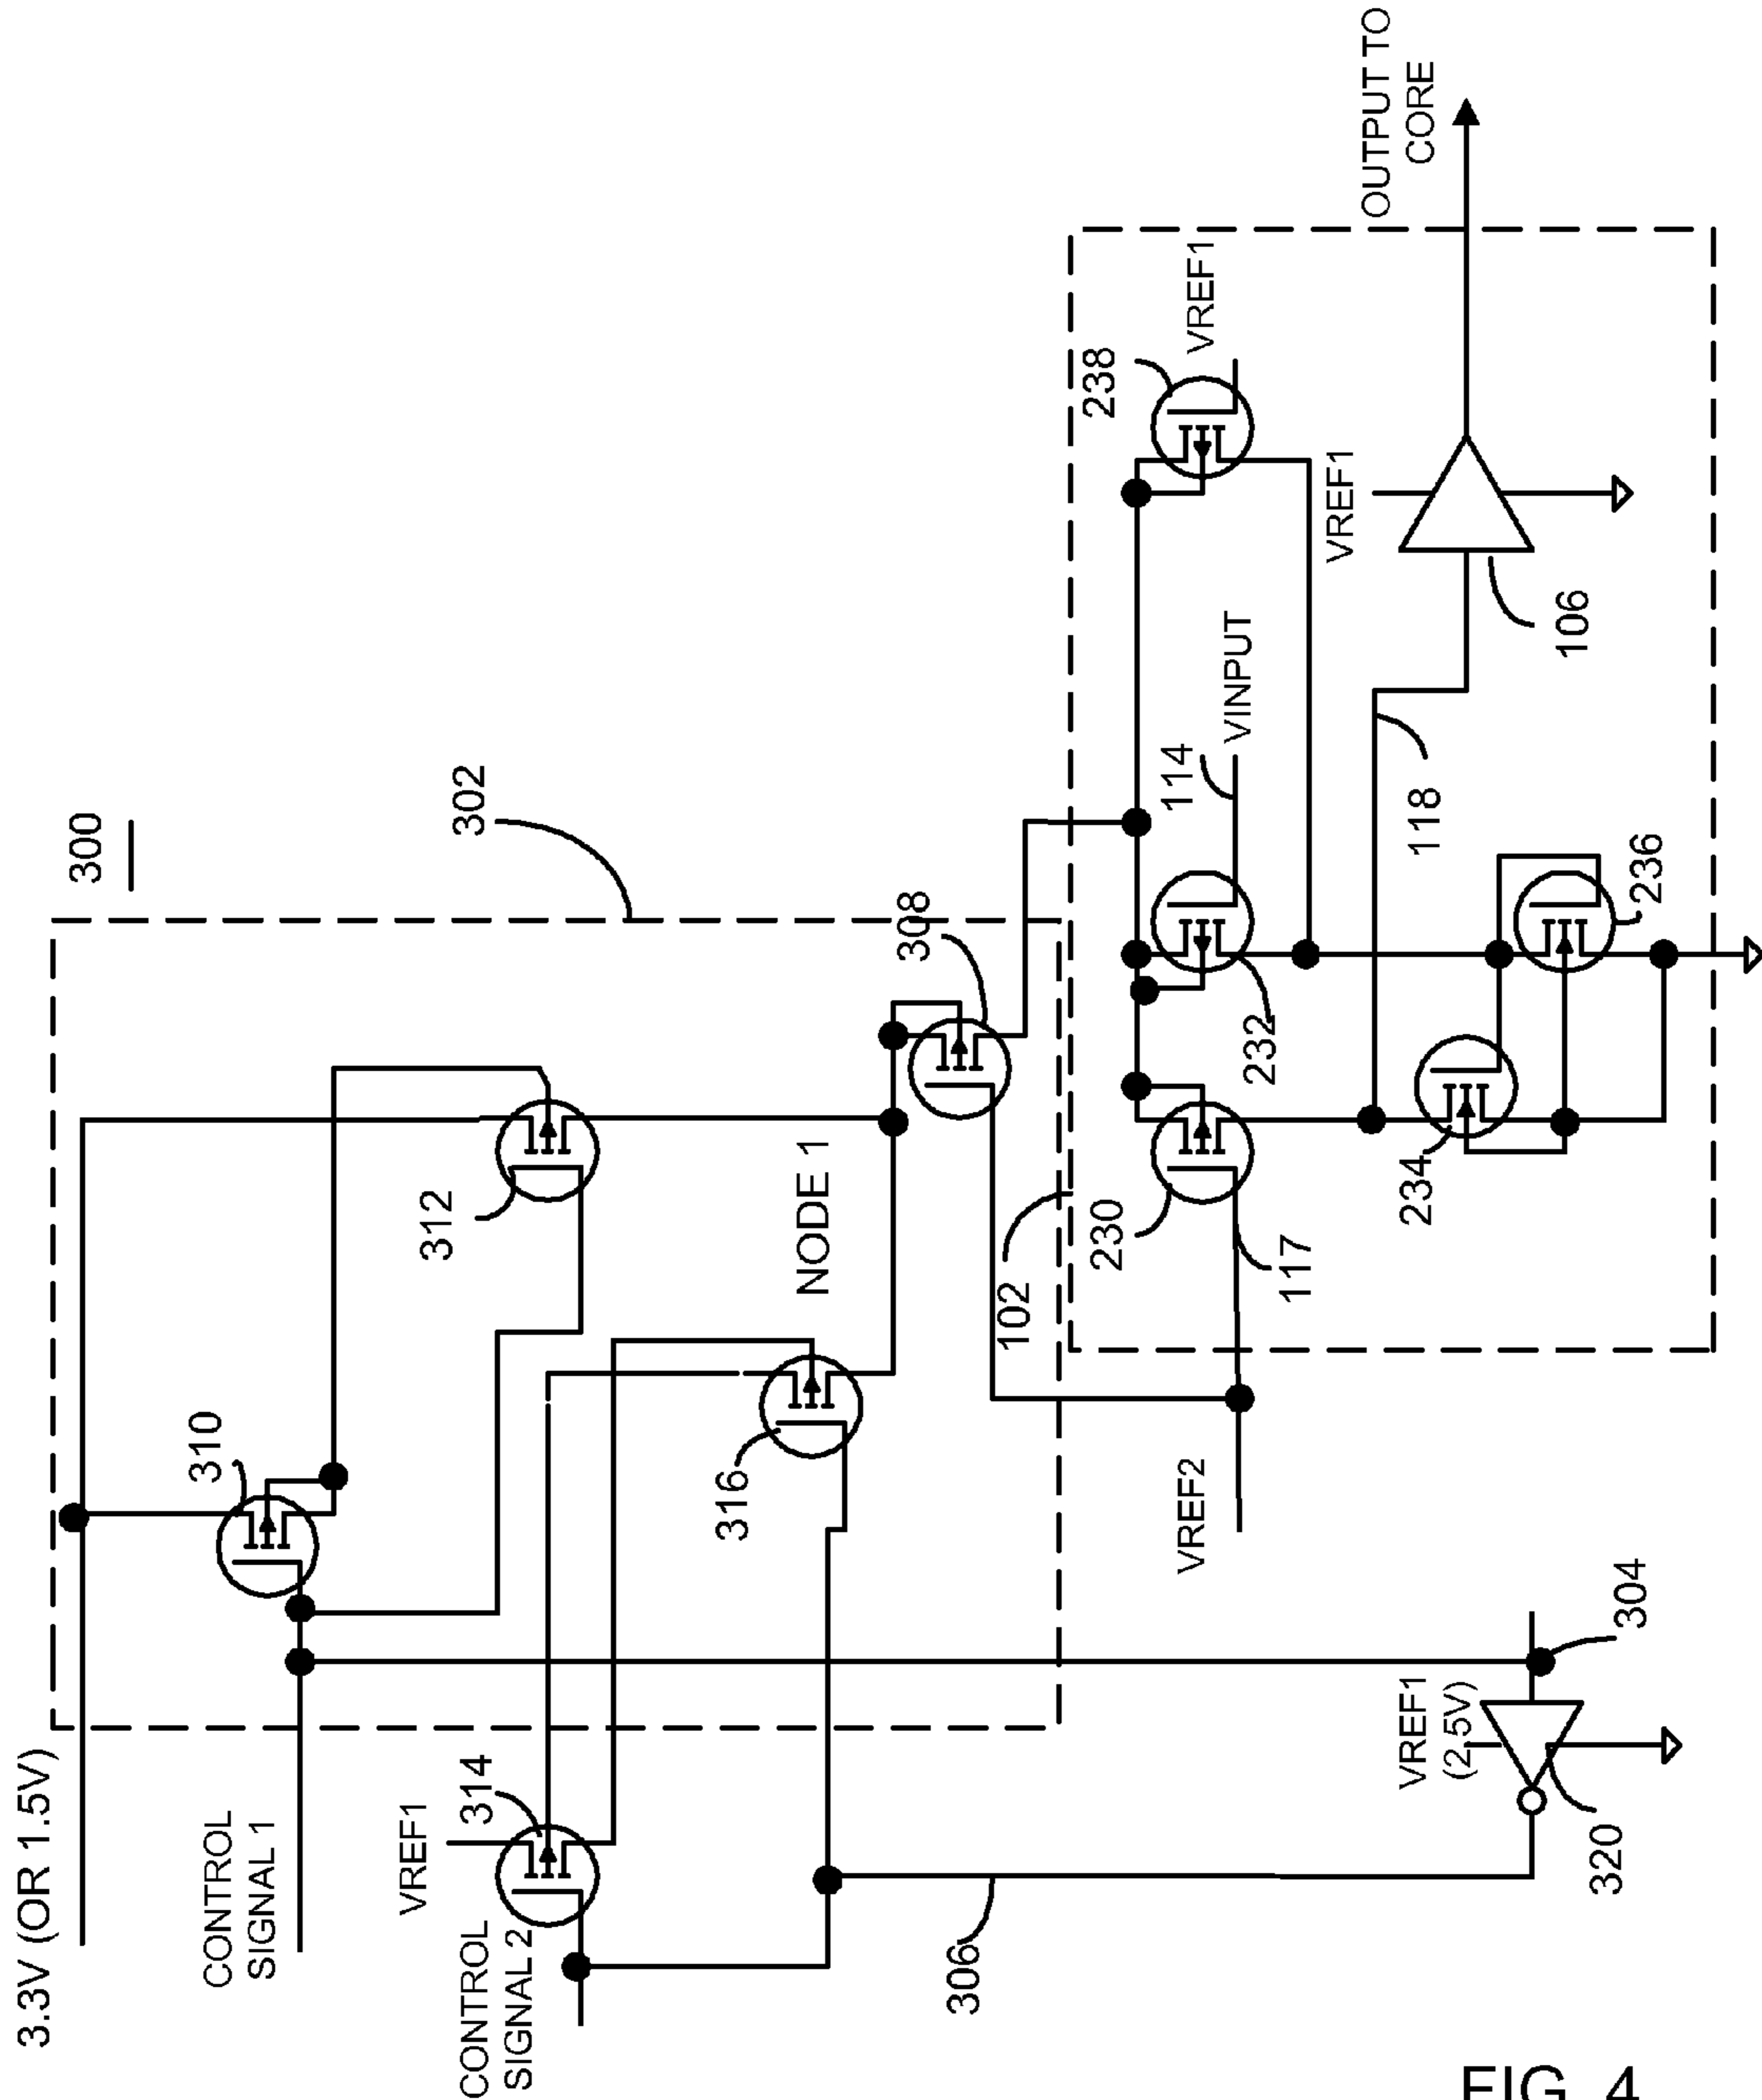 300
302
3.3V (OR 1.5V)
310
CONTROL
SIGNAL 1
312
VREF1
314
CONTROL
SIGNAL 2
316
NODE 1
308
306
102
VREF2
230
117
232
114
VINPUT
238
VREF1
234
236
118
VREF1
106
OUTPUT TO
CORE
VREF1
(2.5V)
304
320
FIG. 4